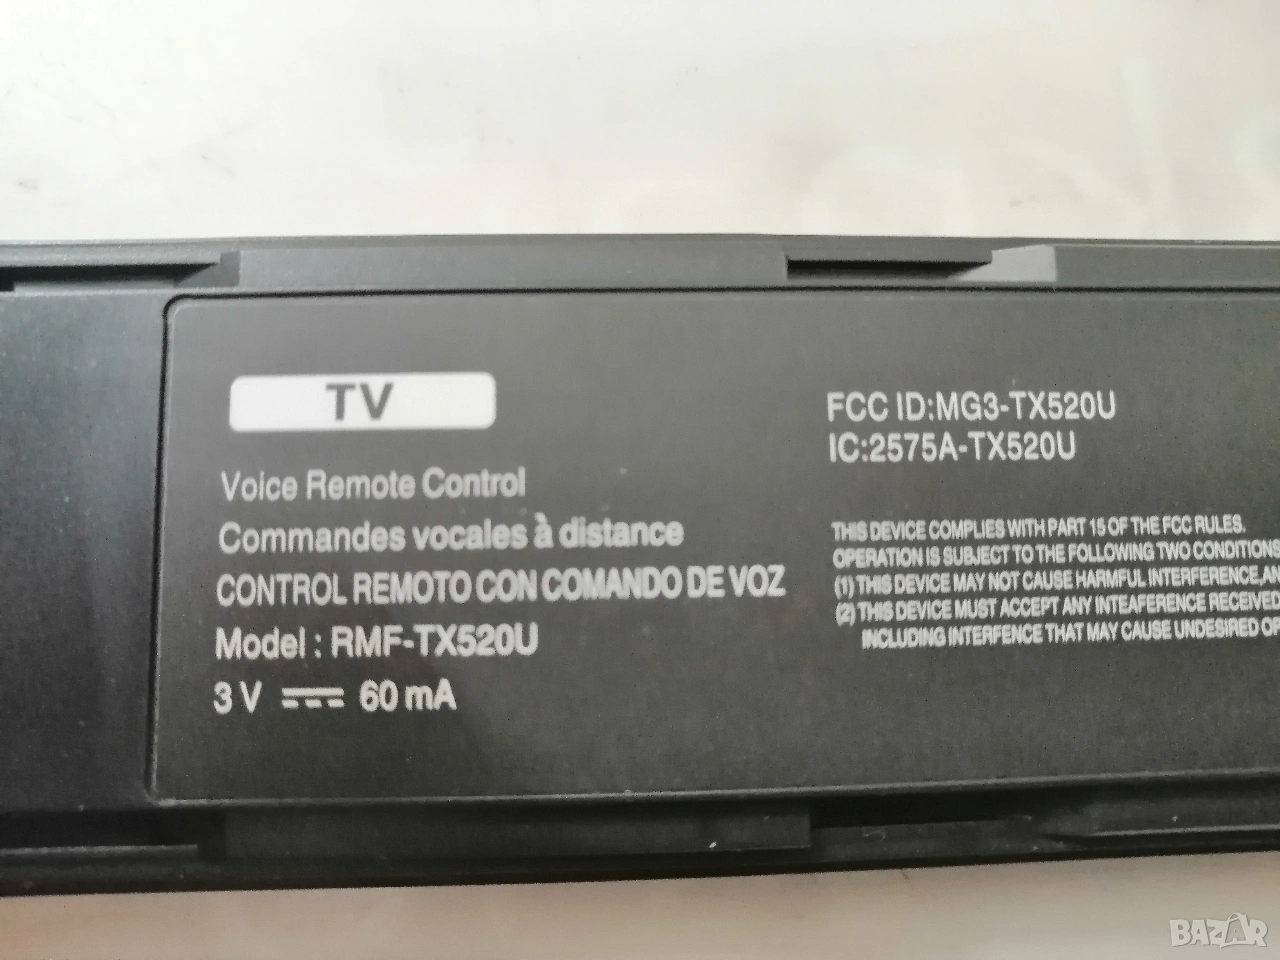 TV
Voice Remote Control
Commandes vocales à distance
CONTROL REMOTO CON COMANDO DE VOZ
Model : RMF-TX520U
3 V 60 mA
FCC ID:MG3-TX520U
IC:2575A-TX520U
THIS DEVICE COMPLIES WITH PART 15 OF THE FCC RULES.
OPERATION IS SUBJECT TO THE FOLLOWING TWO CONDITIONS
(1) THIS DEVICE MAY NOT CAUSE HARMFUL INTERFERENCE,AN
(2) THIS DEVICE MUST ACCEPT ANY INTEAFERENCE RECEIVED
INCLUDING INTERFENCE THAT MAY CAUSE UNDESIRED OP
BAZAR